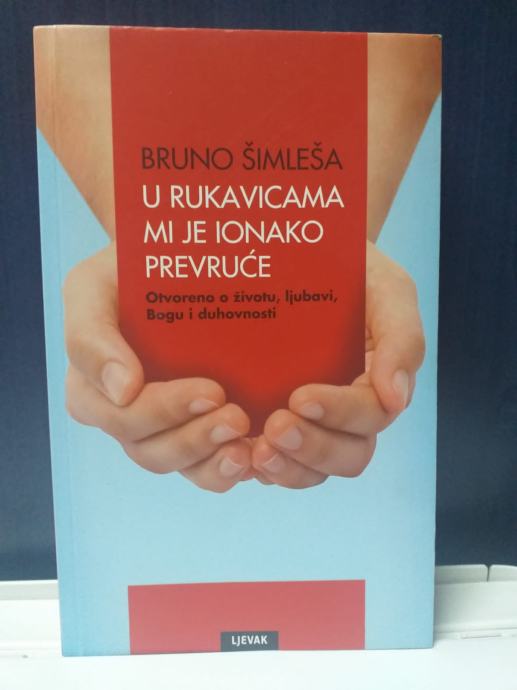 BRUNO ŠIMLEŠA
U RUKAVICAMA
MI JE IONAKO
PREVRUĆE
Otvoreno o životu, ljubavi,
Bogu i duhovnosti
LJEVAK